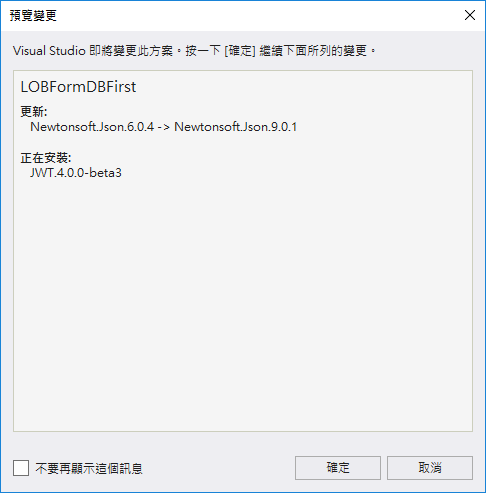 預覽變更
Visual Studio 即將變更此方案。按一下 [確定] 繼續下面所列的變更。
LOBFormDBFirst
更新:
Newtonsoft.Json.6.0.4 -> Newtonsoft.Json.9.0.1
正在安裝:
JWT.4.0.0-beta3
不要再顯示這個訊息
確定
取消